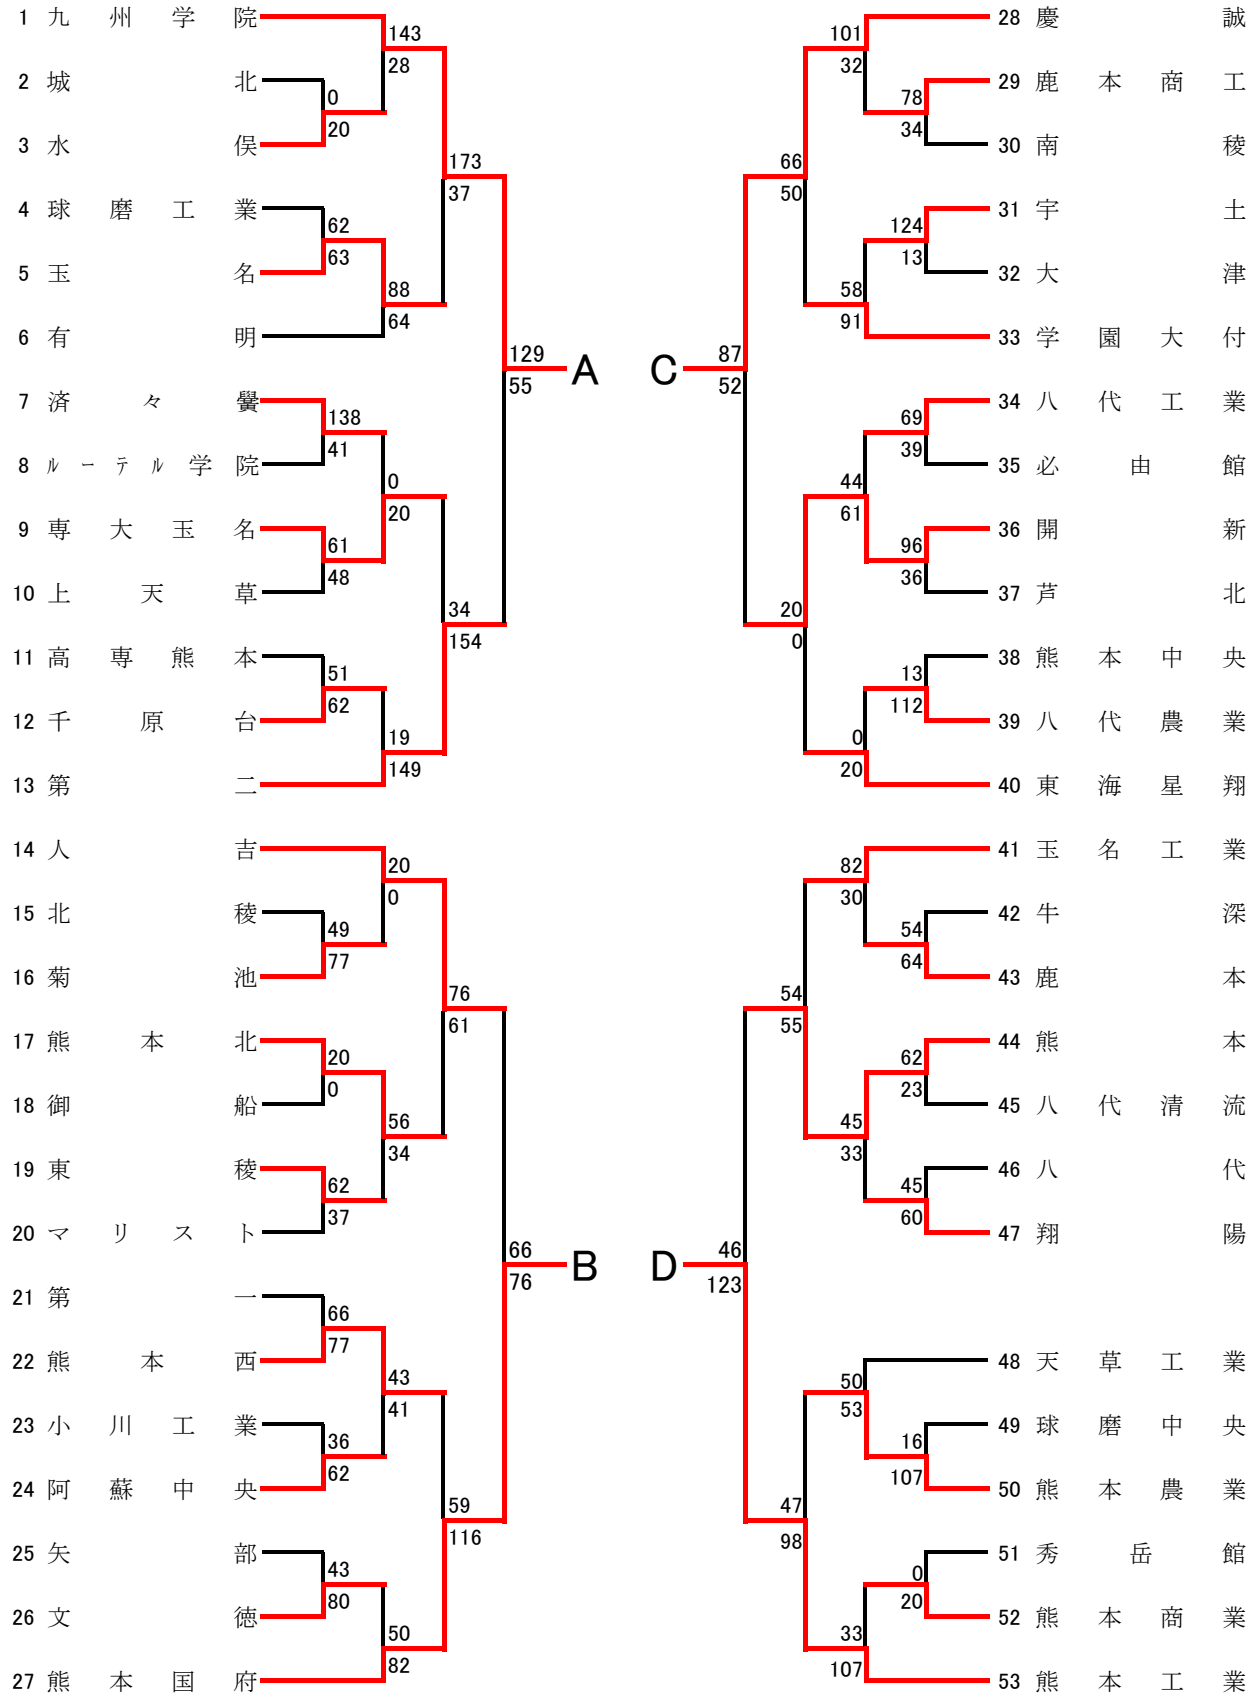 1 九州学院
143
28
2 城北
0
20
3 水俣
173
37
4 球磨工業
62
63
5 玉名
88
64
6 有明
129
55
A
7 済々黌
138
41
8 ルーテル学院
0
20
9 専大玉名
61
48
10 上天草
34
154
11 高専熊本
51
62
12 千原台
19
149
13 第二
14 人吉
20
0
15 北稜
49
77
16 菊池
76
61
17 熊本北
20
0
18 御船
56
34
19 東稜
62
37
20 マリスト
66
76
B
21 第一
66
77
22 熊本西
43
41
23 小川工業
36
62
24 阿蘇中央
59
116
25 矢部
43
80
26 文徳
50
82
27 熊本国府
28 慶誠
101
32
29 鹿本商工
78
34
30 南稜
66
50
31 宇土
124
13
32 大津
58
91
33 学園大付
C
87
52
34 八代工業
69
39
35 必由館
44
61
36 開新
96
36
37 芦北
20
0
38 熊本中央
13
112
39 八代農業
0
20
40 東海星翔
41 玉名工業
82
30
42 牛深
54
64
43 鹿本
54
55
44 熊本
62
23
45 八代清流
45
33
46 八代
45
60
47 翔陽
D
46
123
48 天草工業
50
53
49 球磨中央
16
107
50 熊本農業
47
98
51 秀岳館
0
20
52 熊本商業
33
107
53 熊本工業